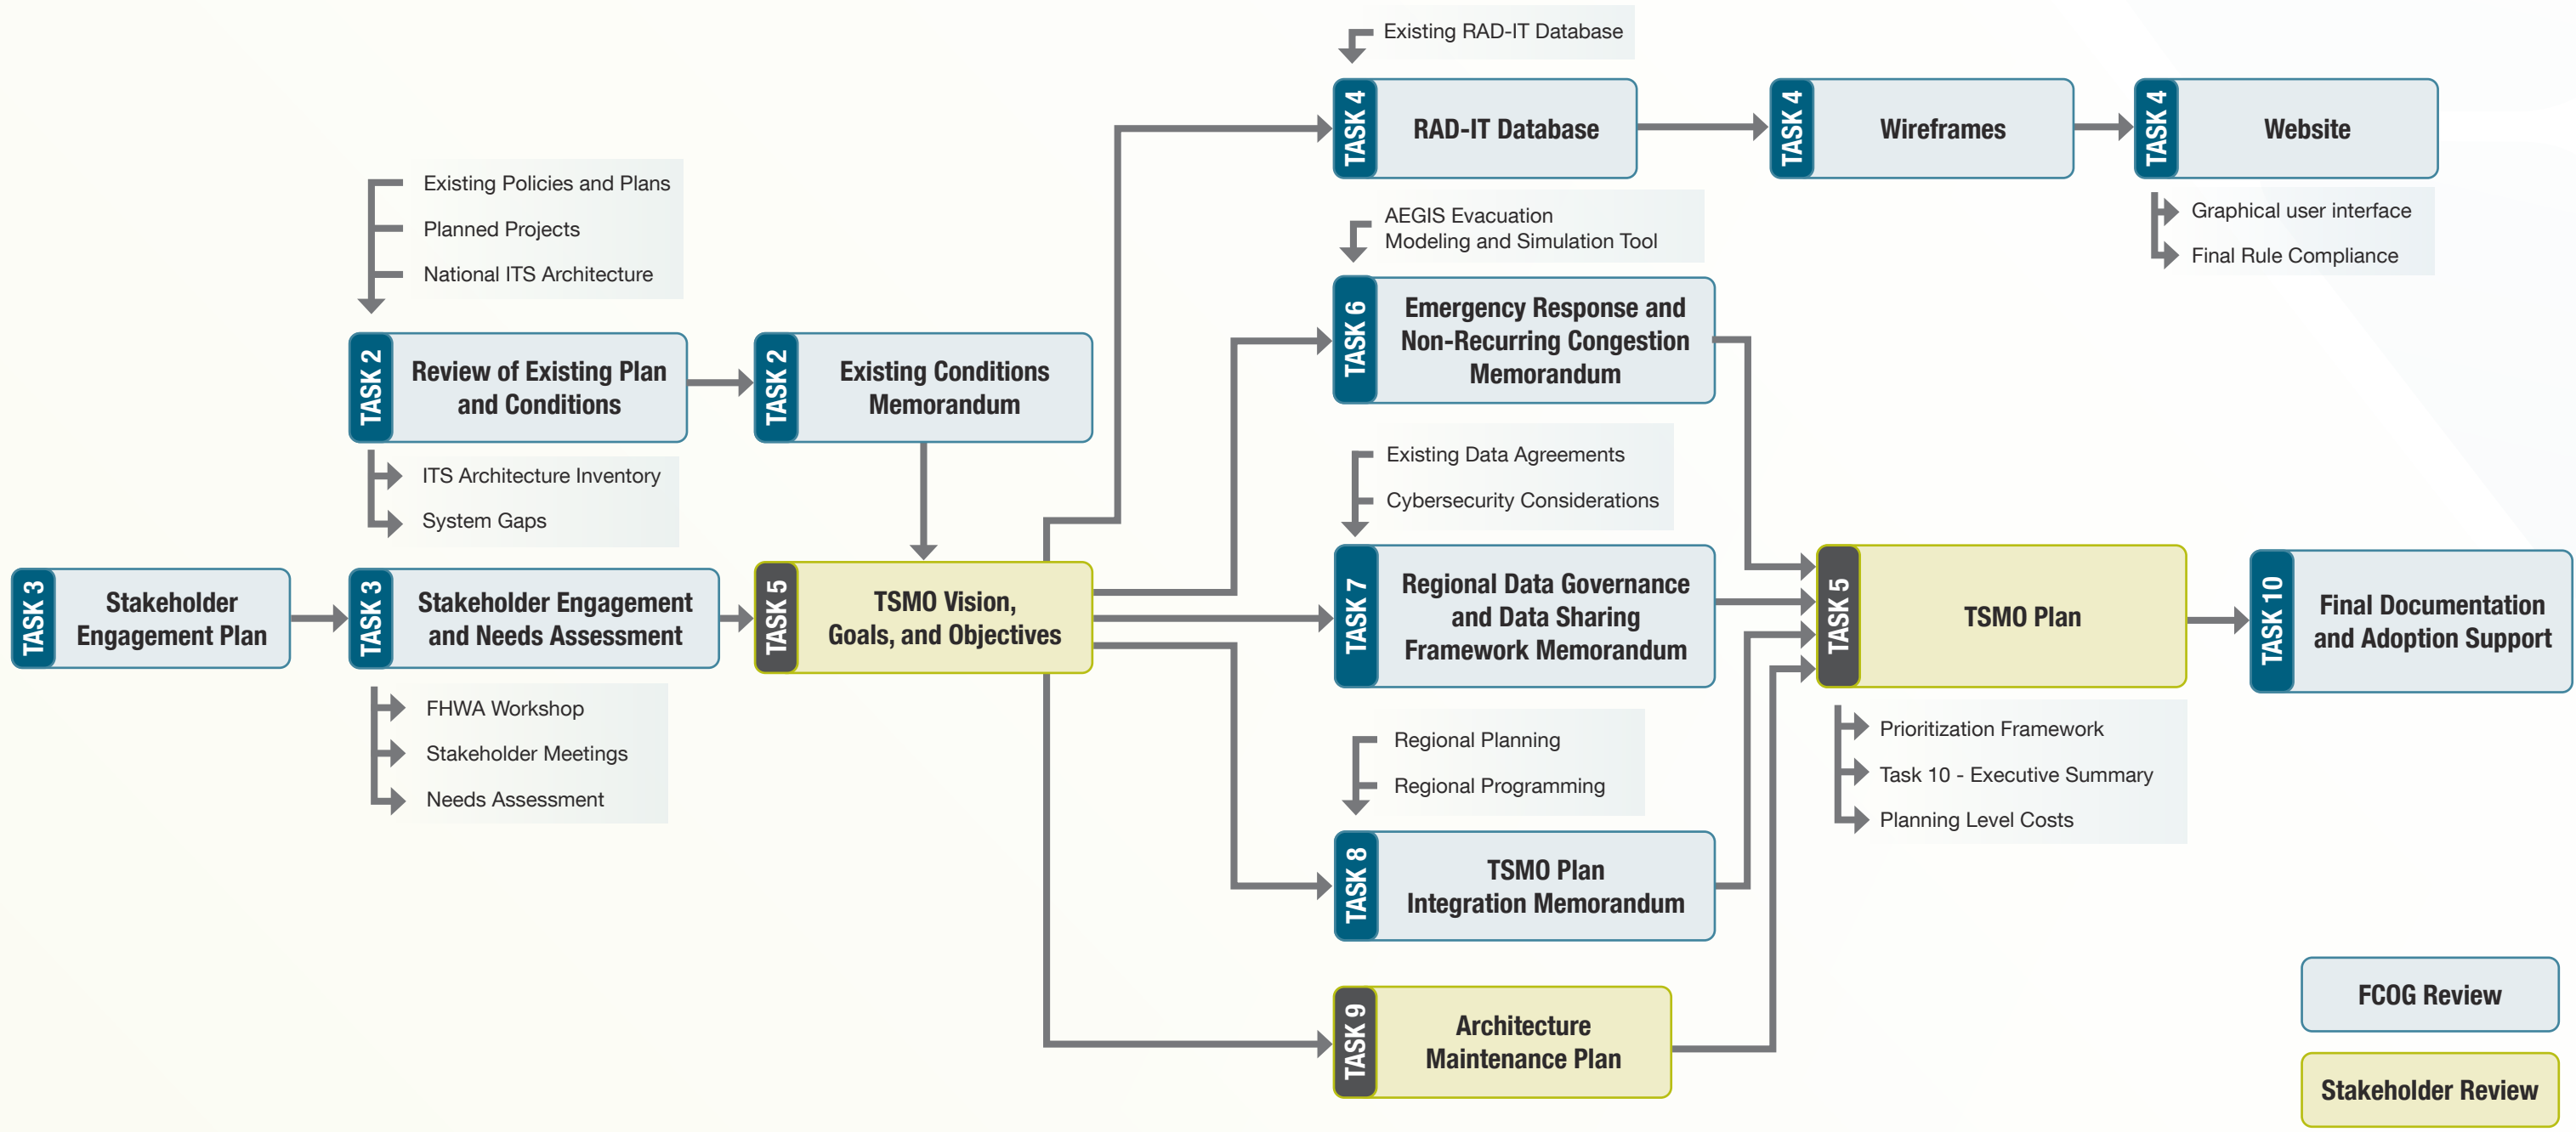 Existing RAD-IT Database
TASK 4
RAD-IT Database
TASK 4
Wireframes
TASK 4
Website
Graphical user interface
Final Rule Compliance
Existing Policies and Plans
Planned Projects
National ITS Architecture
TASK 2
Review of Existing Plan
and Conditions
TASK 2
Existing Conditions
Memorandum
ITS Architecture Inventory
System Gaps
AEGIS Evacuation
Modeling and Simulation Tool
TASK 6
Emergency Response and
Non-Recurring Congestion
Memorandum
Existing Data Agreements
Cybersecurity Considerations
TASK 3
Stakeholder
Engagement Plan
TASK 3
Stakeholder Engagement
and Needs Assessment
FHWA Workshop
Stakeholder Meetings
Needs Assessment
TASK 5
TSMO Vision,
Goals, and Objectives
TASK 7
Regional Data Governance
and Data Sharing
Framework Memorandum
TASK 5
TSMO Plan
Prioritization Framework
Task 10 - Executive Summary
Planning Level Costs
TASK 10
Final Documentation
and Adoption Support
Regional Planning
Regional Programming
TASK 8
TSMO Plan
Integration Memorandum
TASK 9
Architecture
Maintenance Plan
FCOG Review
Stakeholder Review